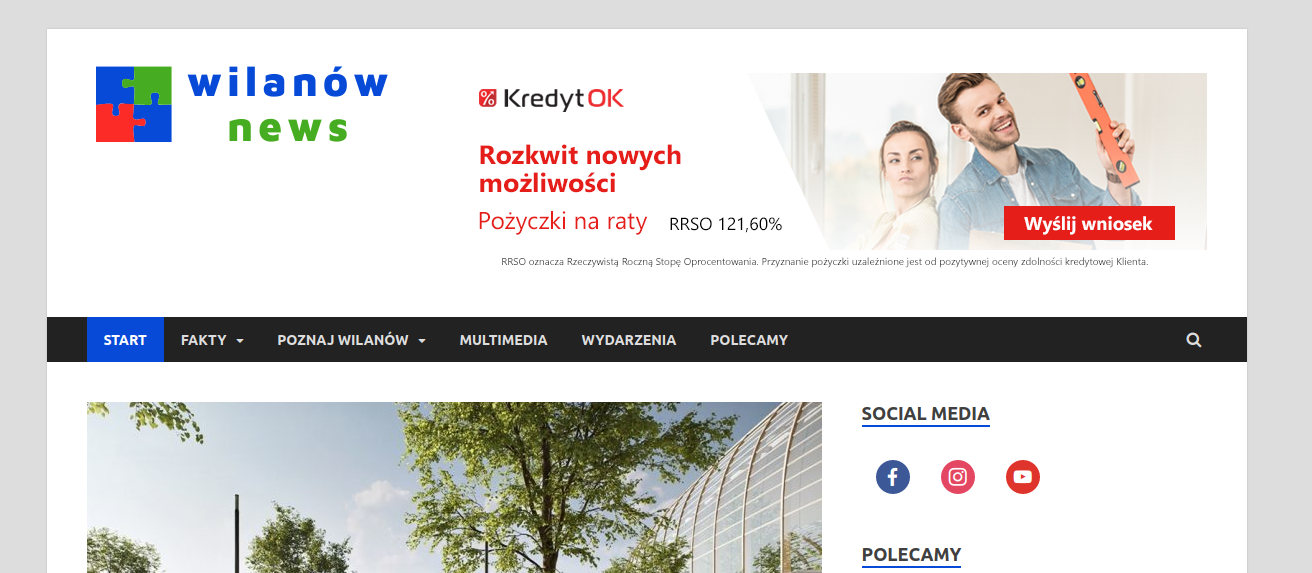 wilanów
news
KredytOK
Rozkwit nowych
możliwości
Pożyczki na raty RRSO 121,60%
Wyślij wniosek
RRSO oznacza Rzeczywistą Roczną Stopę Oprocentowania. Przyznanie pożyczki uzależnione jest od pozytywnej oceny zdolności kredytowej Klienta.
START FAKTY POZNAJ WILANÓW MULTIMEDIA WYDARZENIA POLECAMY
SOCIAL MEDIA
POLECAMY